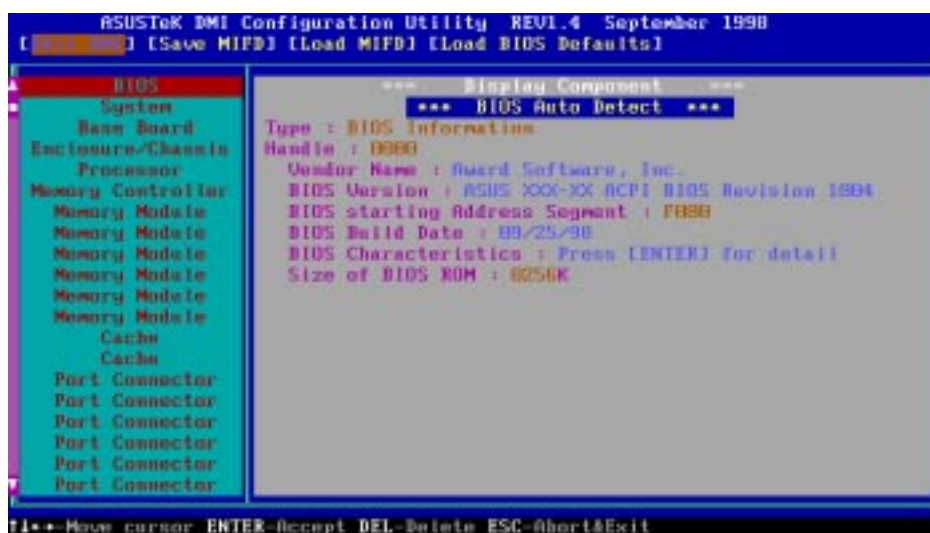 ASUSTeK DMI Configuration Utility REV1.4 September 1998
[Edit DMI] [Save MIFD] [Load MIFD] [Load BIOS Defaults]
BIOS
System
Base Board
Enclosure/Chassis
Processor
Memory Controller
Memory Module
Memory Module
Memory Module
Memory Module
Memory Module
Memory Module
Cache
Cache
Port Connector
Port Connector
Port Connector
Port Connector
Port Connector
Port Connector
*** Display Component ***
*** BIOS Auto Detect ***
Type : BIOS Information
Handle : 0000
Vendor Name : Award Software, Inc.
BIOS Version : ASUS XXX-XX ACPI BIOS Revision 1004
BIOS starting Address Segment : F000
BIOS Build Date : 09/25/98
BIOS Characteristics : Press [ENTER] for detail
Size of BIOS ROM : 0256K
↑↓←→-Move cursor ENTER-Accept DEL-Delete ESC-Abort&Exit